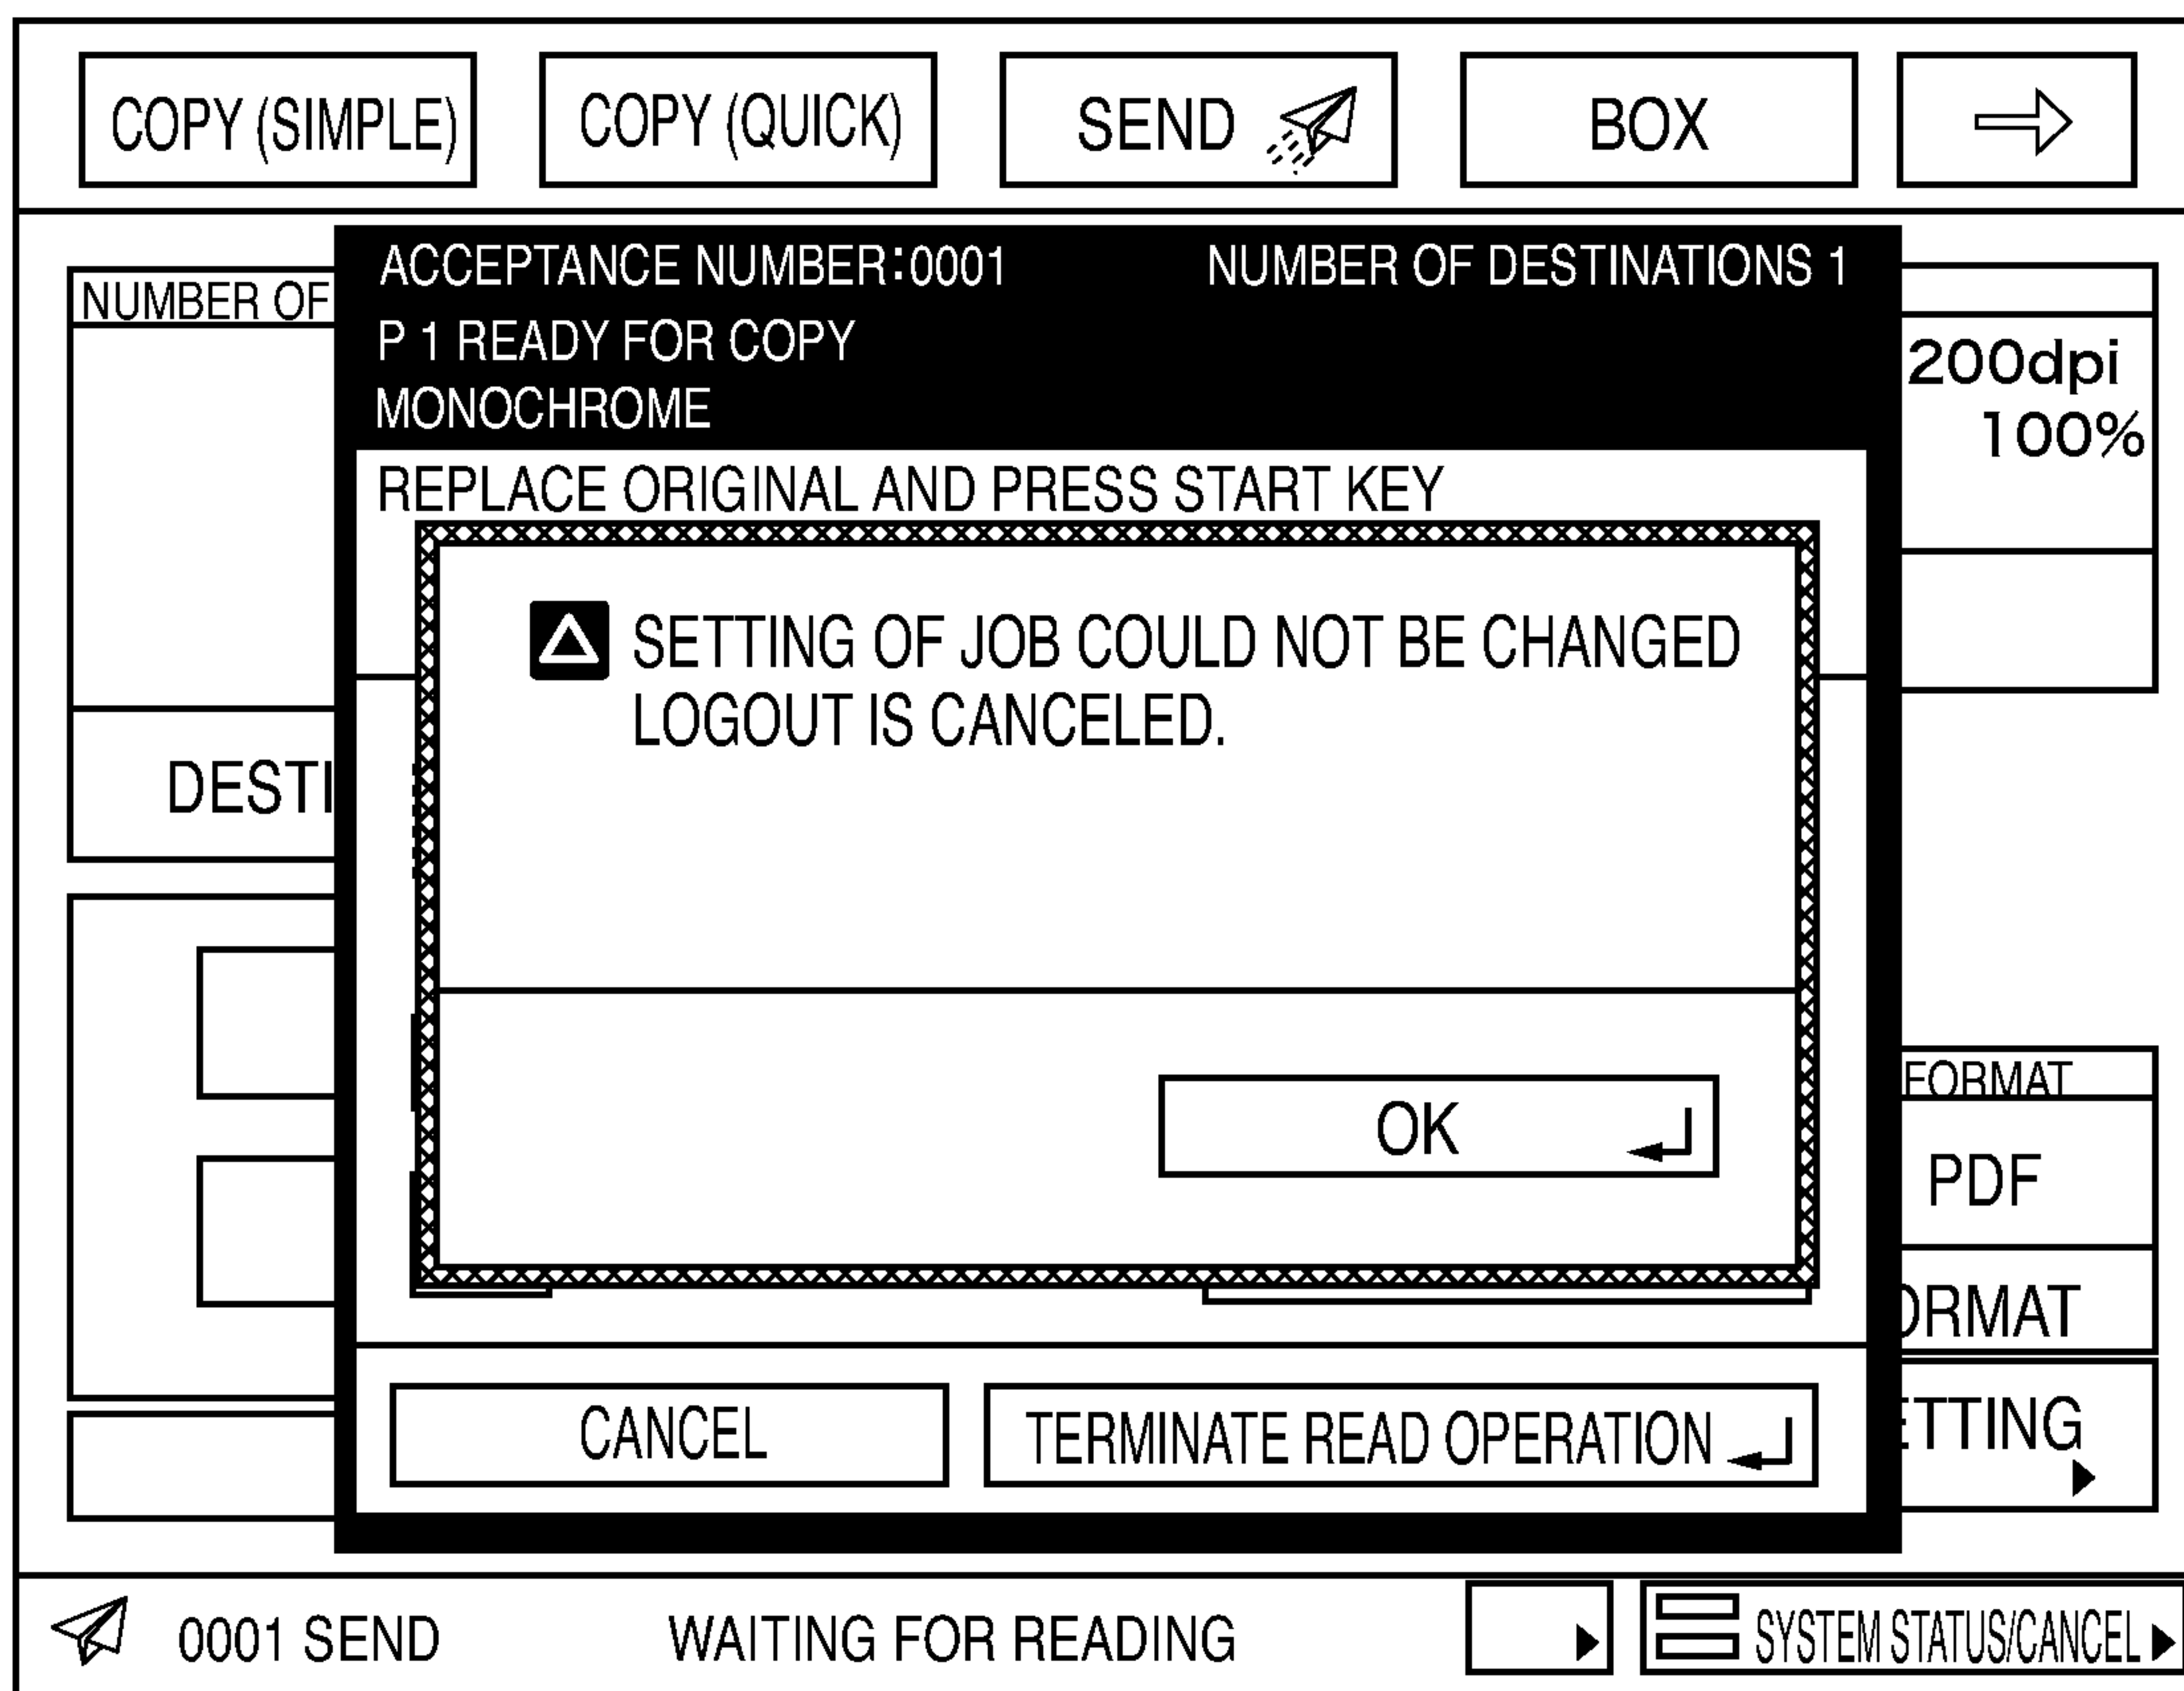 COPY (SIMPLE)
COPY (QUICK)
SEND
BOX
ACCEPTANCE NUMBER:0001
NUMBER OF DESTINATIONS 1
NUMBER OF
P 1 READY FOR COPY
200dpi
MONOCHROME
100%
REPLACE ORIGINAL AND PRESS START KEY
SETTING OF JOB COULD NOT BE CHANGED
LOGOUT IS CANCELED.
DESTI
FORMAT
OK
PDF
ORMAT
CANCEL
TERMINATE READ OPERATION
ETTING
0001 SEND
WAITING FOR READING
SYSTEM STATUS/CANCEL